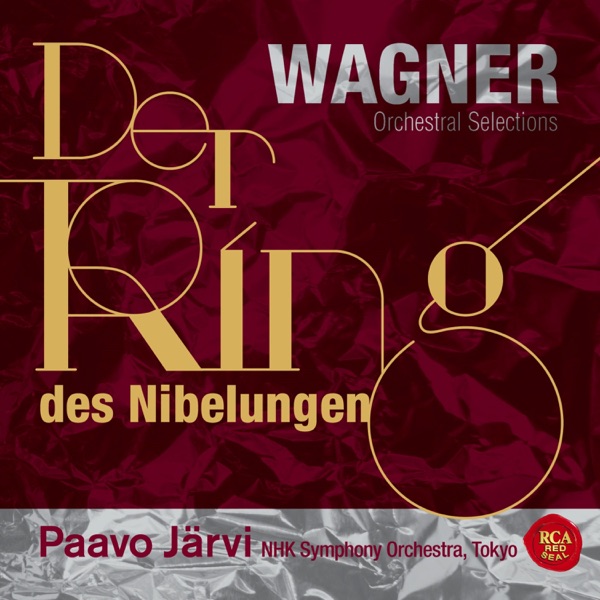 WAGNER
Orchestral Selections
Der
Ring
des Nibelungen
Paavo Järvi NHK Symphony Orchestra, Tokyo
RCA
RED
SEAL